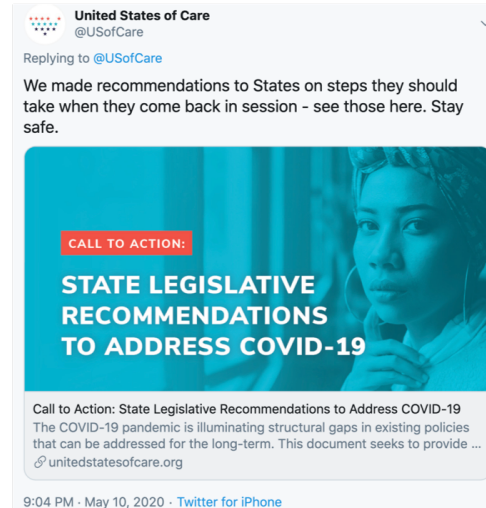 United States of Care
@USofCare
Replying to @USofCare
We made recommendations to States on steps they should
take when they come back in session - see those here. Stay
safe.
CALL TO ACTION:
STATE LEGISLATIVE
RECOMMENDATIONS
TO ADDRESS COVID-19
Call to Action: State Legislative Recommendations to Address COVID-19
The COVID-19 pandemic is illuminating structural gaps in existing policies
that can be addressed for the long-term. This document seeks to provide ...
unitedstatesofcare.org
9:04 PM · May 10, 2020 · Twitter for iPhone